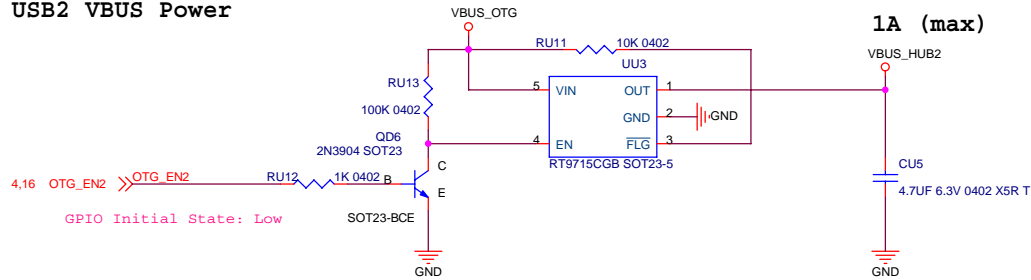 USB2 VBUS Power
VBUS_OTG
1A (max)
RU11 10K 0402
VBUS_HUB2
UU3
RU13
5 VIN OUT 1
100K 0402
GND 2 GND
QD6
4 EN FLG 3
2N3904 SOT23
RT9715CGB SOT23-5
C
CU5
4,16 OTG_EN2 OTG_EN2 RU12 1K 0402 B
4.7UF 6.3V 0402 X5R T
E
GPIO Initial State: Low
SOT23-BCE
GND
GND